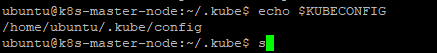 ubuntu@k8s-master-node:~/.kube$ echo $KUBECONFIG
/home/ubuntu/.kube/config
ubuntu@k8s-master-node:~/.kube$ s